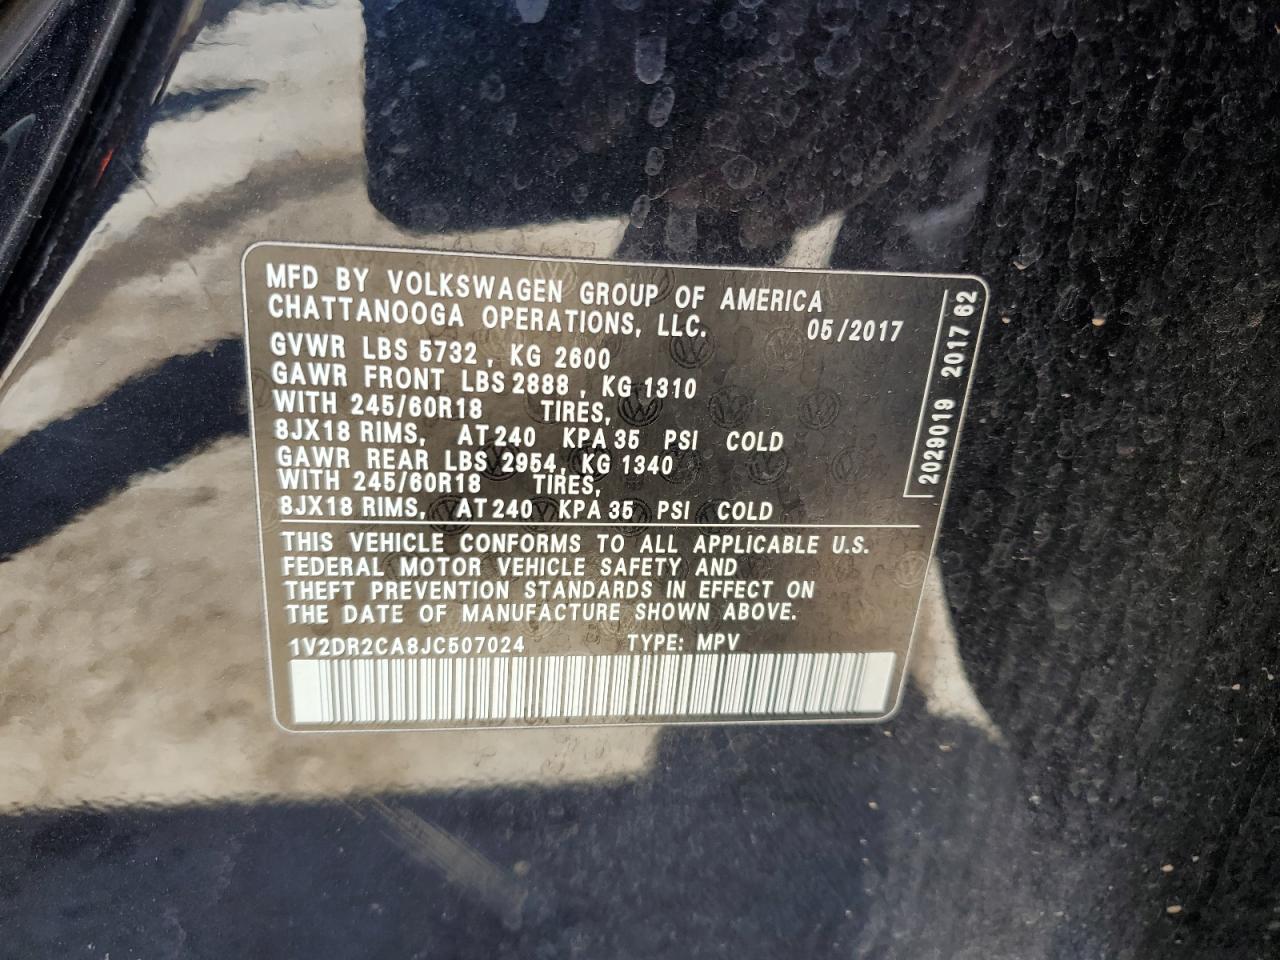 MFD BY VOLKSWAGEN GROUP OF AMERICA
CHATTANOOGA OPERATIONS, LLC. 05/2017
GVWR LBS 5732, KG 2600
GAWR FRONT LBS 2888, KG 1310
WITH 245/60R18 TIRES,
8JX18 RIMS, AT 240 KPA 35 PSI COLD
GAWR REAR LBS 2954, KG 1340
WITH 245/60R18 TIRES,
8JX18 RIMS, AT 240 KPA 35 PSI COLD
THIS VEHICLE CONFORMS TO ALL APPLICABLE U.S.
FEDERAL MOTOR VEHICLE SAFETY AND
THEFT PREVENTION STANDARDS IN EFFECT ON
THE DATE OF MANUFACTURE SHOWN ABOVE.
1V2DR2CA8JC507024 TYPE: MPV
2029019 2017 62